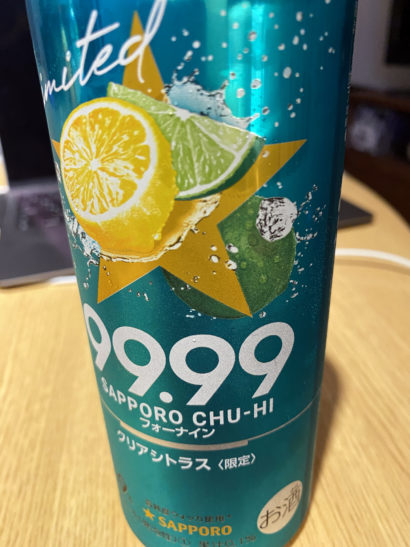 Limited
99.99
SAPPORO CHU-HI
フォーナイン
クリアシトラス〈限定〉
★SAPPORO
お酒